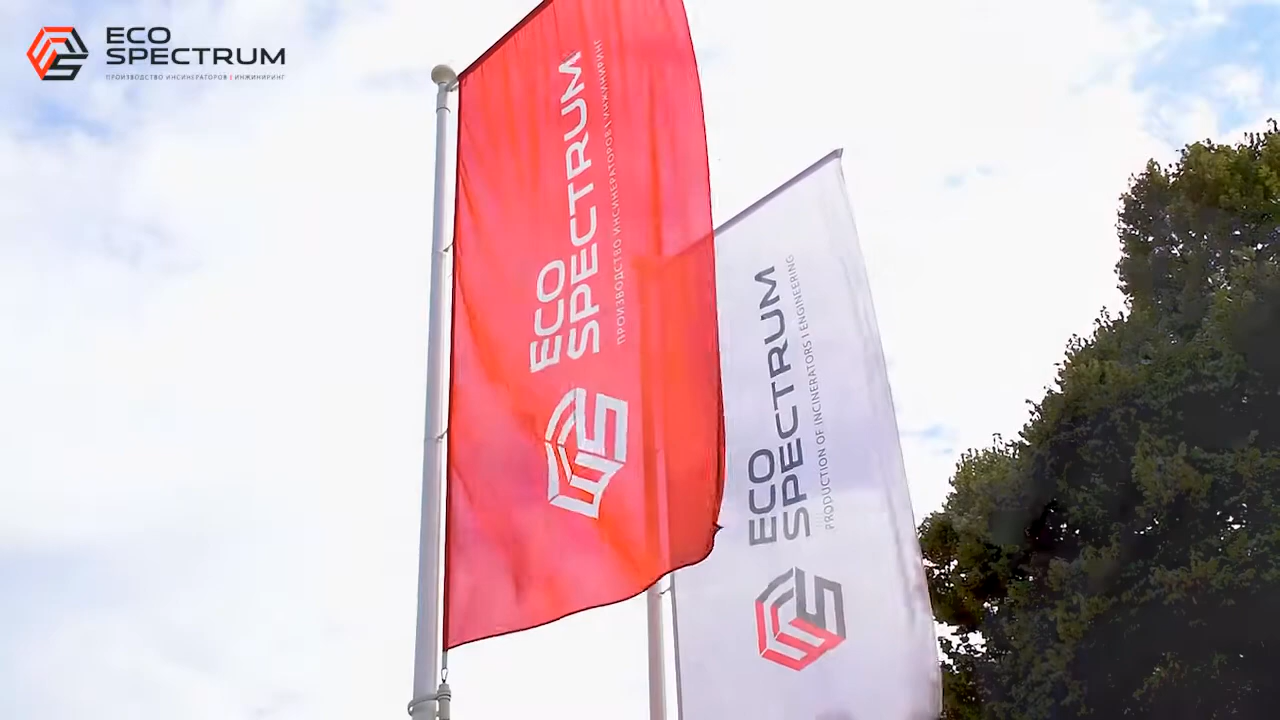 ECO
SPECTRUM
ПРОИЗВОДСТВО ИНСИНЕРАТОРОВ | ИНЖИНИРИНГ
ECO
SPECTRUM
ПРОИЗВОДСТВО ИНСИНЕРАТОРОВ | ИНЖИНИРИНГ
ECO
SPECTRUM
PRODUCTION OF INCINERATORS | ENGINEERING